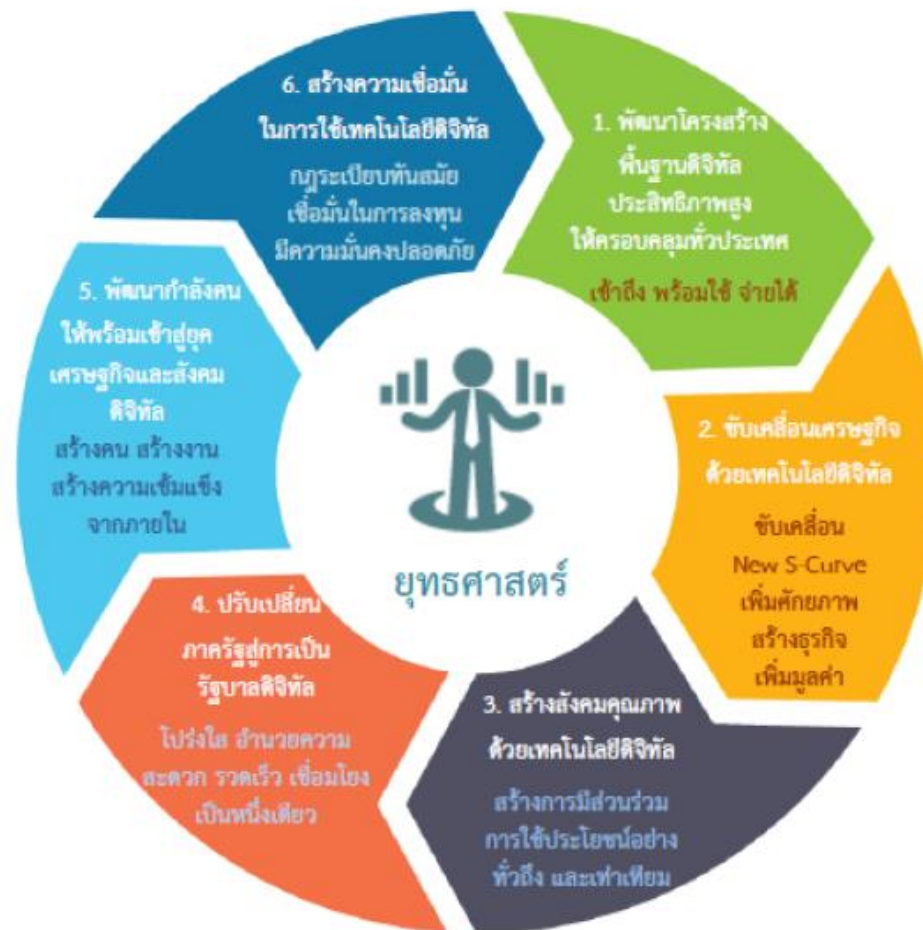 1. พัฒนาโครงสร้าง
พื้นฐานดิจิทัล
ประสิทธิภาพสูง
ให้ครอบคลุมทั่วประเทศ
เข้าถึง พร้อมใช้ จ่ายได้
2. ขับเคลื่อนเศรษฐกิจ
ด้วยเทคโนโลยีดิจิทัล
ขับเคลื่อน
New S-Curve
เพิ่มศักยภาพ
สร้างธุรกิจ
เพิ่มมูลค่า
3. สร้างสังคมคุณภาพ
ด้วยเทคโนโลยีดิจิทัล
สร้างการมีส่วนร่วม
การใช้ประโยชน์อย่าง
ทั่วถึง และเท่าเทียม
4. ปรับเปลี่ยน
ภาครัฐสู่การเป็น
รัฐบาลดิจิทัล
โปร่งใส อำนวยความ
สะดวก รวดเร็ว เชื่อมโยง
เป็นหนึ่งเดียว
5. พัฒนากำลังคน
ให้พร้อมเข้าสู่ยุค
เศรษฐกิจและสังคม
ดิจิทัล
สร้างคน สร้างงาน
สร้างความเข้มแข็ง
จากภายใน
6. สร้างความเชื่อมั่น
ในการใช้เทคโนโลยีดิจิทัล
กฎระเบียบทันสมัย
เชื่อมั่นในการลงทุน
มีความมั่นคงปลอดภัย
ยุทธศาสตร์